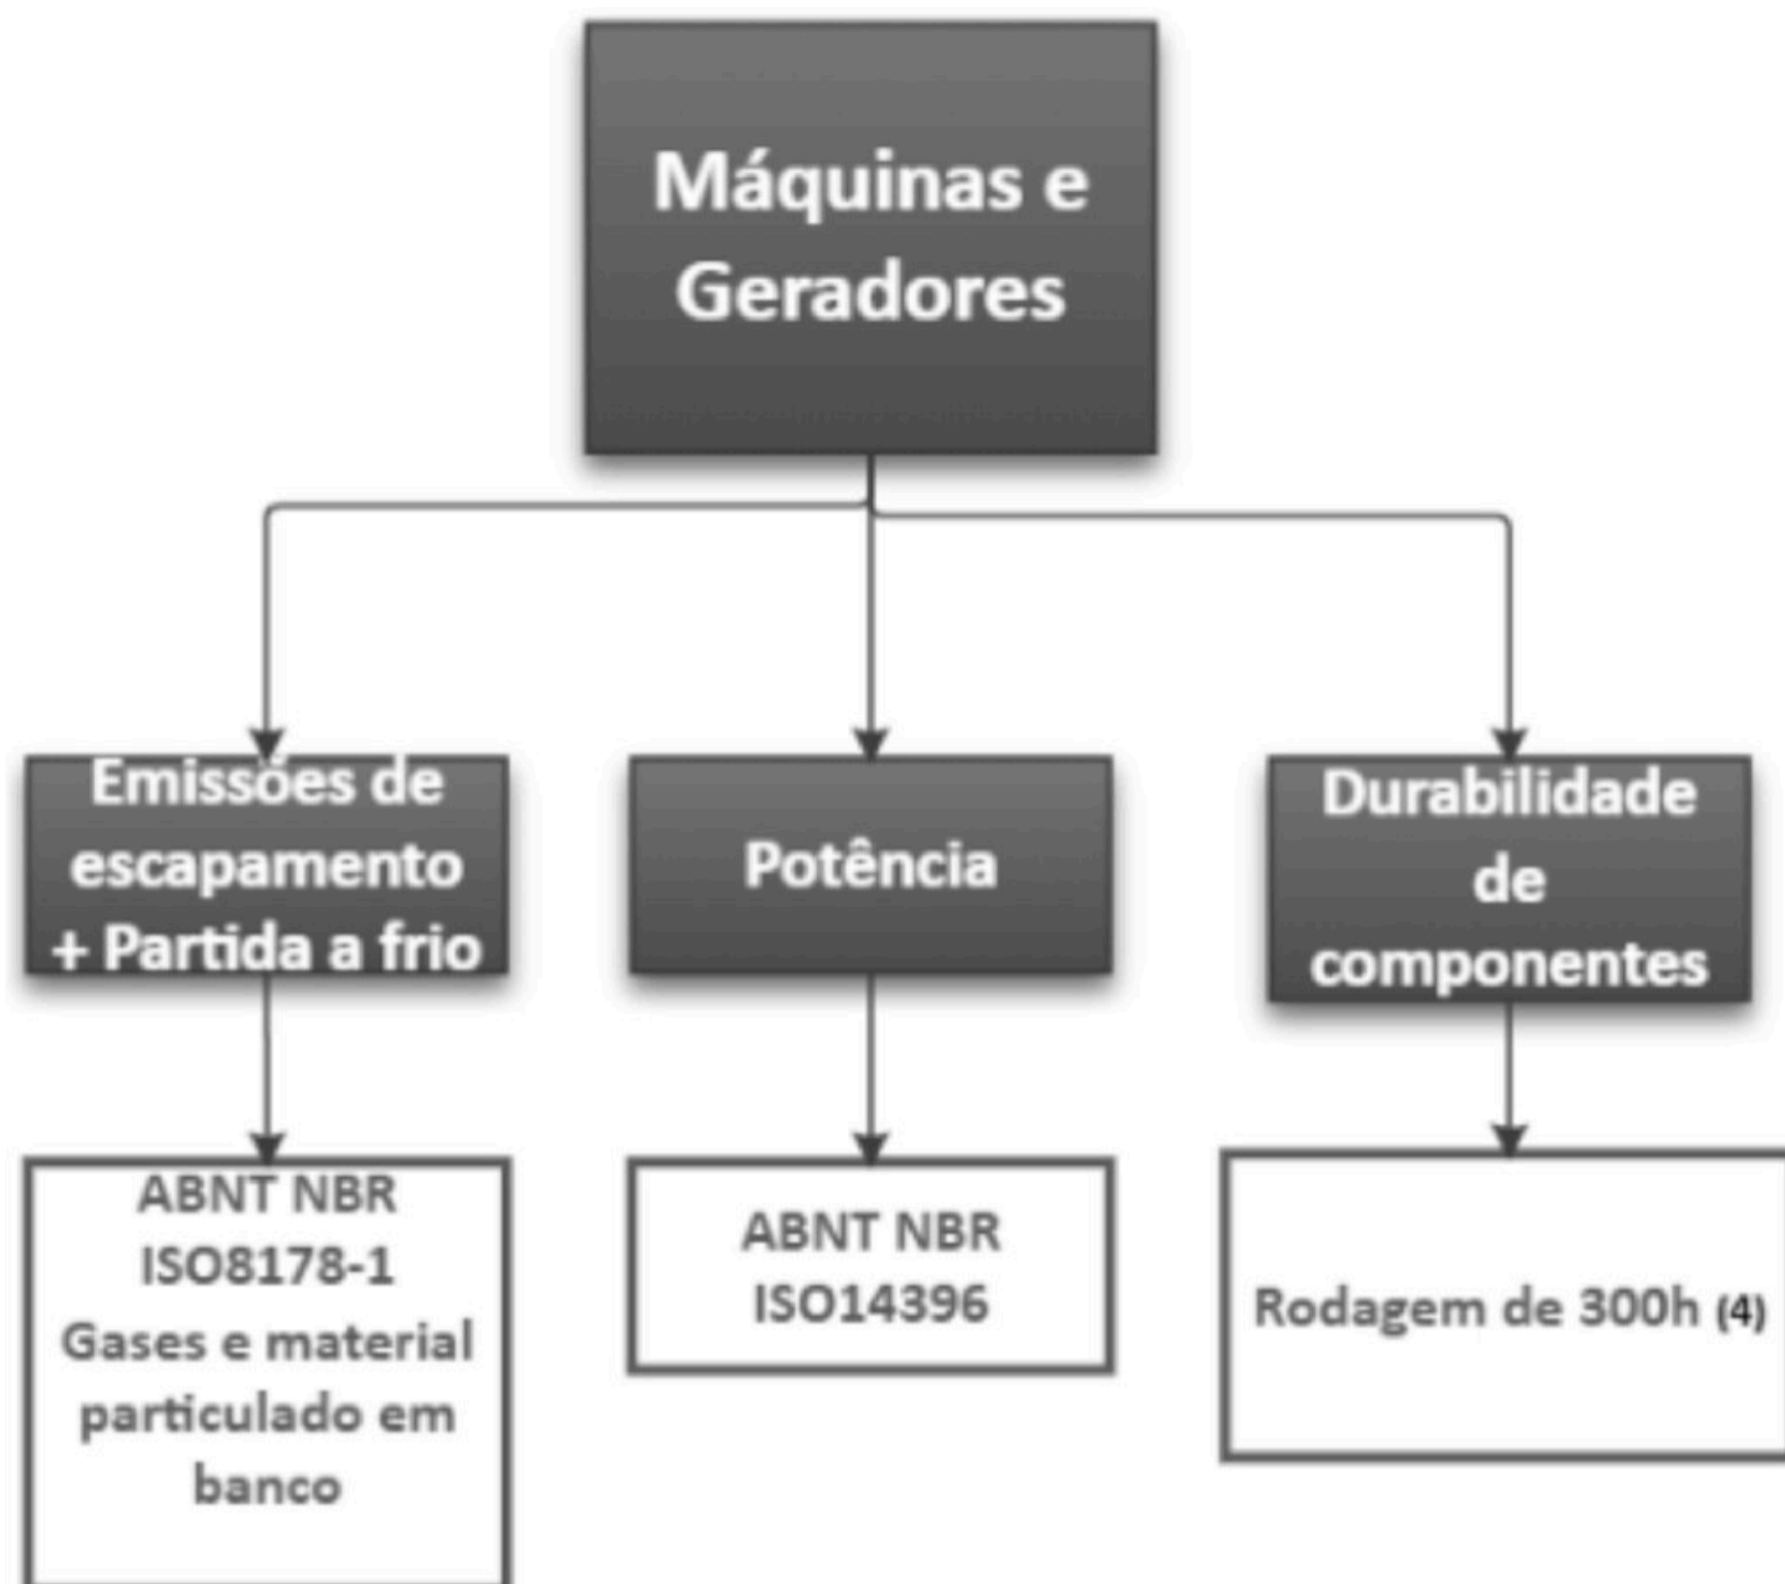 Máquinas e
Geradores
Emissões de
escapamento
+ Partida a frio
Potência
Durabilidade
de
componentes
ABNT NBR
ISO8178-1
Gases e material
particulado em
banco
ABNT NBR
ISO14396
Rodagem de 300h (4)